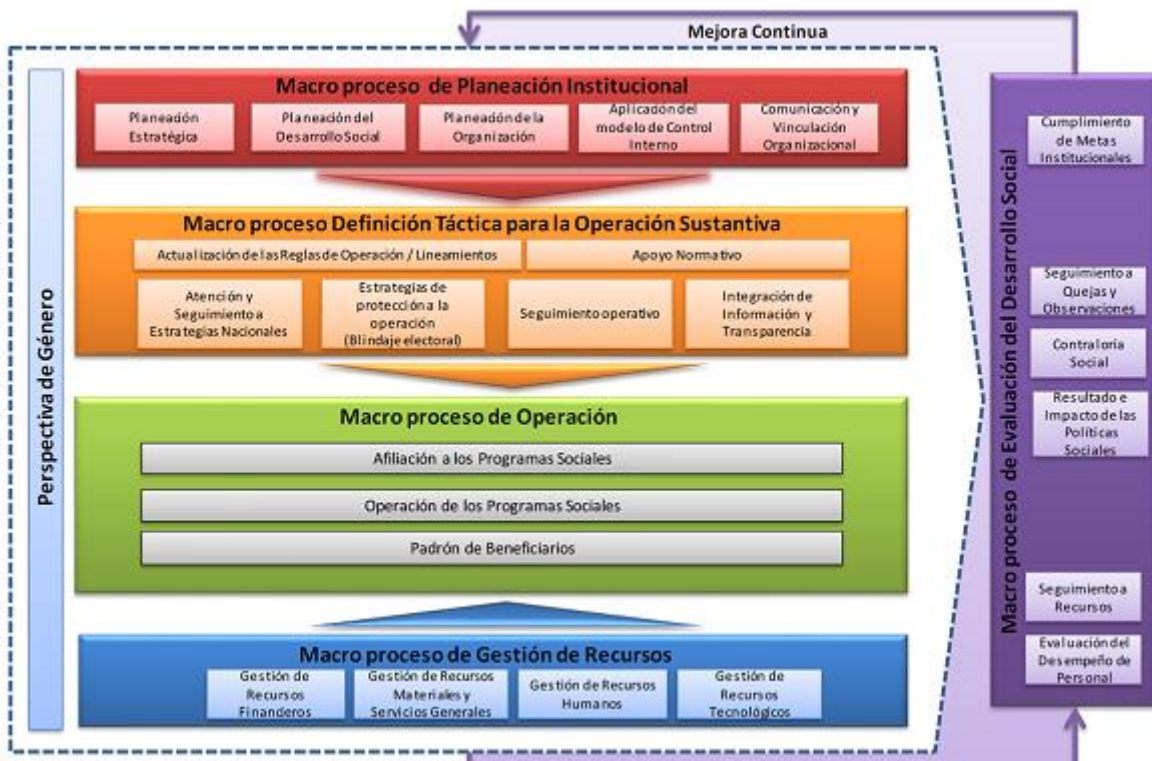 Mejora Continua
Perspectiva de Género
Macro proceso de Planeación Institucional
Planeación
Estratégica
Planeación del
Desarrollo Social
Planeación de la
Organización
Aplicación del
modelo de Control
Interno
Comunicación y
Vinculación
Organizacional
Macro proceso Definición Táctica para la Operación Sustantiva
Actualización de las Reglas de Operación / Lineamientos
Apoyo Normativo
Atención y
Seguimiento a
Estrategias Nacionales
Estrategias de
protección a la
operación
(Blindaje electoral)
Seguimiento operativo
Integración de
Información y
Transparencia
Macro proceso de Operación
Afiliación a los Programas Sociales
Operación de los Programas Sociales
Padrón de Beneficiarios
Macro proceso de Gestión de Recursos
Gestión de
Recursos
Financieros
Gestión de Recursos
Materiales y
Servicios Generales
Gestión de Recursos
Humanos
Gestión de
Recursos
Tecnológicos
Macro proceso de Evaluación del Desarrollo Social
Cumplimiento
de Metas
Institucionales
Seguimiento a
Quejas y
Observaciones
Contraloría
Social
Resultado e
Impacto de las
Políticas
Sociales
Seguimiento a
Recursos
Evaluación del
Desempeño de
Personal